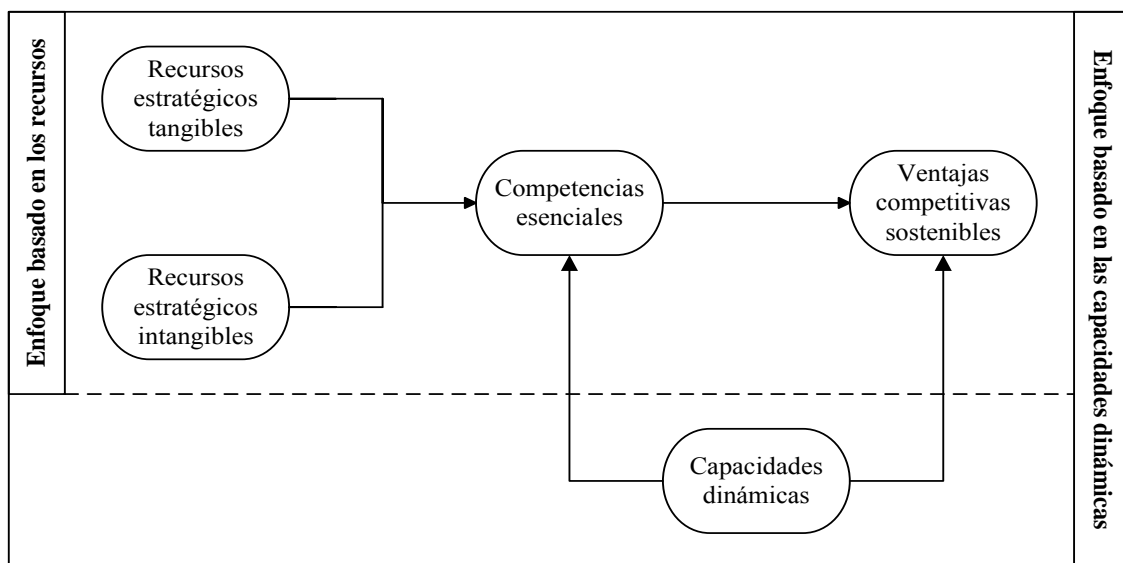 Enfoque basado en los recursos
Recursos
estratégicos
tangibles
Recursos
estratégicos
intangibles
Competencias
esenciales
Ventajas
competitivas
sostenibles
Capacidades
dinámicas
Enfoque basado en las capacidades dinámicas